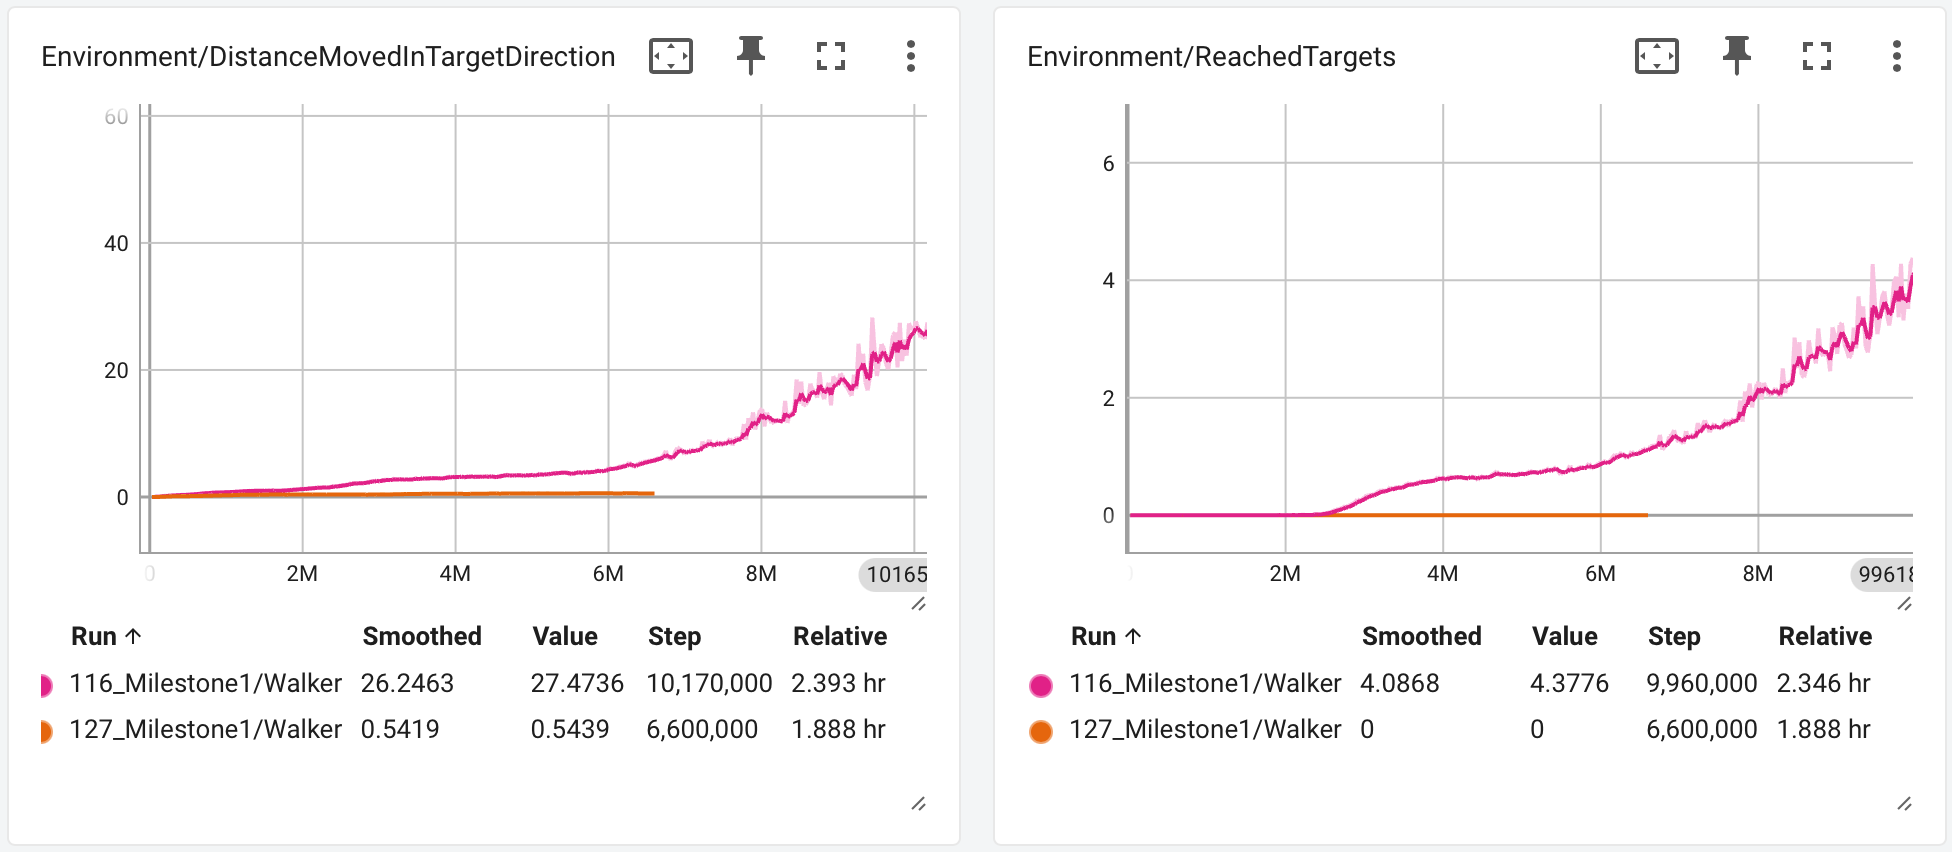 Environment/DistanceMovedInTargetDirection
60
40
20
0
0
2M
4M
6M
8M
10165
Run ↑ Smoothed Value Step Relative
116_Milestone1/Walker 26.2463 27.4736 10,170,000 2.393 hr
127_Milestone1/Walker 0.5419 0.5439 6,600,000 1.888 hr
Environment/ReachedTargets
6
4
2
0
2M
4M
6M
8M
99618
Run ↑ Smoothed Value Step Relative
116_Milestone1/Walker 4.0868 4.3776 9,960,000 2.346 hr
127_Milestone1/Walker 0 0 6,600,000 1.888 hr